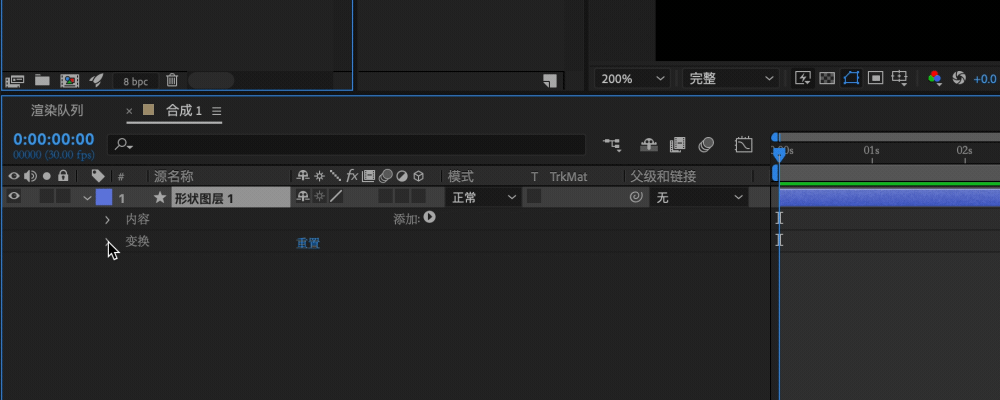 8 bpc
200% 完整 +0.0
渲染队列 × 合成 1
0:00:00:00
00000 (30.00 fps)
01s 02s
# 源名称 fx 模式 T TrkMat 父级和链接
1 形状图层 1 正常 无
内容 添加:
变换 重置